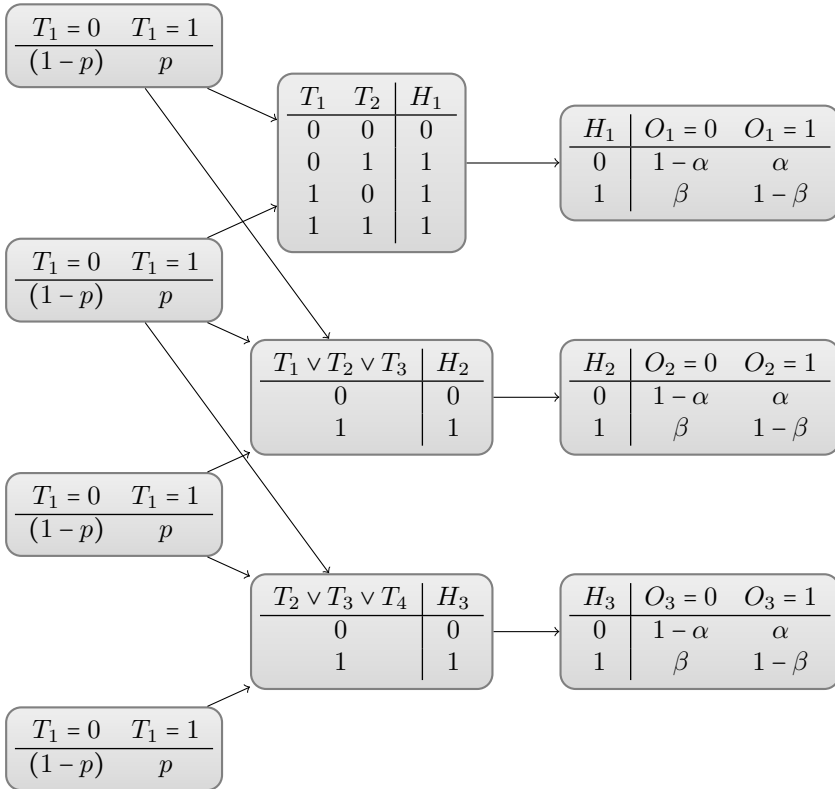 T₁ = 0 T₁ = 1
(1 − p) p
T₁ T₂ H₁
0 0 0
0 1 1
1 0 1
1 1 1
H₁ O₁ = 0 O₁ = 1
0 1 − α α
1 β 1 − β
T₁ = 0 T₁ = 1
(1 − p) p
T₁ ∨ T₂ ∨ T₃ H₂
0 0
1 1
H₂ O₂ = 0 O₂ = 1
0 1 − α α
1 β 1 − β
T₁ = 0 T₁ = 1
(1 − p) p
T₂ ∨ T₃ ∨ T₄ H₃
0 0
1 1
H₃ O₃ = 0 O₃ = 1
0 1 − α α
1 β 1 − β
T₁ = 0 T₁ = 1
(1 − p) p